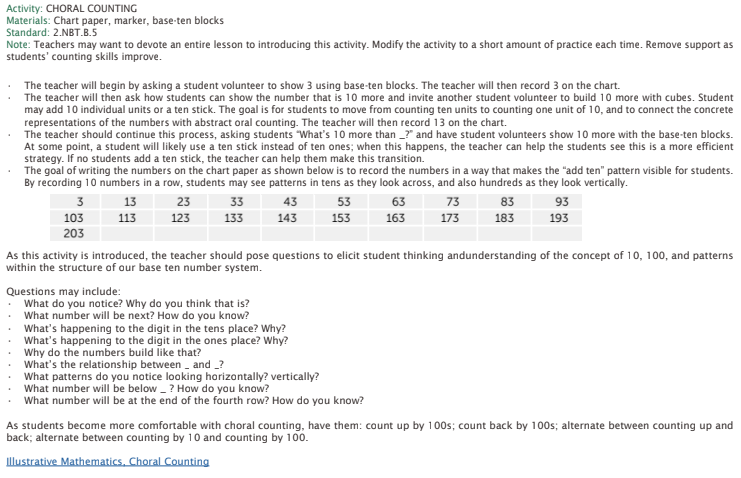 Activity: CHORAL COUNTING
Materials: Chart paper, marker, base-ten blocks
Standard: 2.NBT.B.5
Note: Teachers may want to devote an entire lesson to introducing this activity. Modify the activity to a short amount of practice each time. Remove support as
students' counting skills improve.
· The teacher will begin by asking a student volunteer to show 3 using base-ten blocks. The teacher will then record 3 on the chart.
· The teacher will then ask how students can show the number that is 10 more and invite another student volunteer to build 10 more with cubes. Student
may add 10 individual units or a ten stick. The goal is for students to move from counting ten units to counting one unit of 10, and to connect the concrete
representations of the numbers with abstract oral counting. The teacher will then record 13 on the chart.
· The teacher should continue this process, asking students "What's 10 more than _?" and have student volunteers show 10 more with the base-ten blocks.
At some point, a student will likely use a ten stick instead of ten ones; when this happens, the teacher can help the students see this is a more efficient
strategy. If no students add a ten stick, the teacher can help them make this transition.
· The goal of writing the numbers on the chart paper as shown below is to record the numbers in a way that makes the "add ten" pattern visible for students.
By recording 10 numbers in a row, students may see patterns in tens as they look across, and also hundreds as they look vertically.
3 13 23 33 43 53 63 73 83 93
103 113 123 133 143 153 163 173 183 193
203
As this activity is introduced, the teacher should pose questions to elicit student thinking andunderstanding of the concept of 10, 100, and patterns
within the structure of our base ten number system.
Questions may include:
· What do you notice? Why do you think that is?
· What number will be next? How do you know?
· What's happening to the digit in the tens place? Why?
· What's happening to the digit in the ones place? Why?
· Why do the numbers build like that?
· What's the relationship between _ and _?
· What patterns do you notice looking horizontally? vertically?
· What number will be below _ ? How do you know?
· What number will be at the end of the fourth row? How do you know?
As students become more comfortable with choral counting, have them: count up by 100s; count back by 100s; alternate between counting up and
back; alternate between counting by 10 and counting by 100.
Illustrative Mathematics, Choral Counting